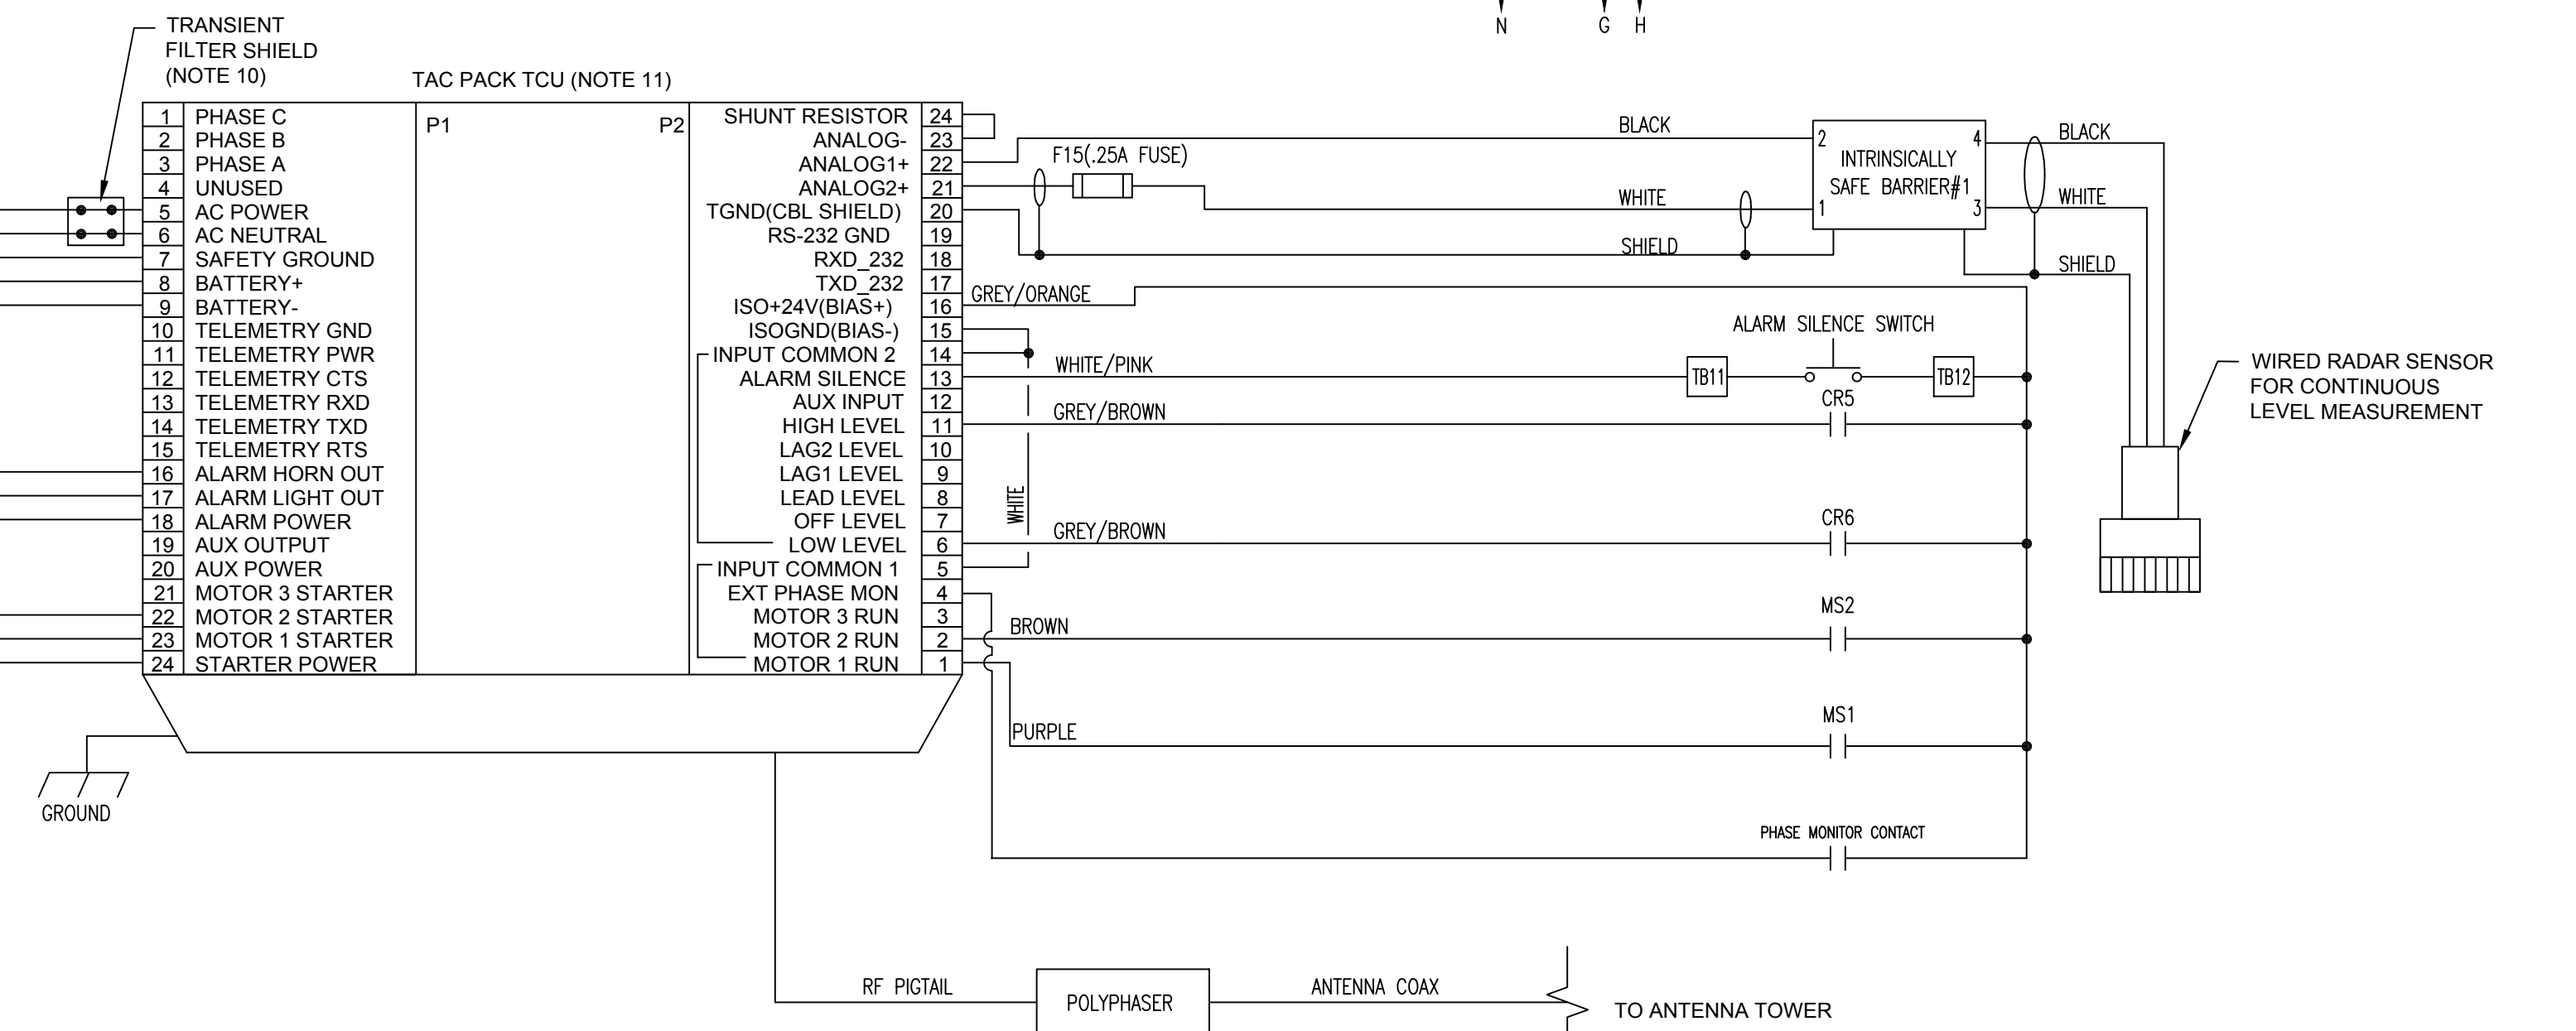 N G H
TRANSIENT
FILTER SHIELD
(NOTE 10)
TAC PACK TCU (NOTE 11)
P1
P2
1 PHASE C
2 PHASE B
3 PHASE A
4 UNUSED
5 AC POWER
6 AC NEUTRAL
7 SAFETY GROUND
8 BATTERY+
9 BATTERY-
10 TELEMETRY GND
11 TELEMETRY PWR
12 TELEMETRY CTS
13 TELEMETRY RXD
14 TELEMETRY TXD
15 TELEMETRY RTS
16 ALARM HORN OUT
17 ALARM LIGHT OUT
18 ALARM POWER
19 AUX OUTPUT
20 AUX POWER
21 MOTOR 3 STARTER
22 MOTOR 2 STARTER
23 MOTOR 1 STARTER
24 STARTER POWER
SHUNT RESISTOR 24
ANALOG- 23
ANALOG1+ 22
ANALOG2+ 21
TGND(CBL SHIELD) 20
RS-232 GND 19
RXD_232 18
TXD_232 17
ISO+24V(BIAS+) 16
ISOGND(BIAS-) 15
INPUT COMMON 2 14
ALARM SILENCE 13
AUX INPUT 12
HIGH LEVEL 11
LAG2 LEVEL 10
LAG1 LEVEL 9
LEAD LEVEL 8
OFF LEVEL 7
LOW LEVEL 6
INPUT COMMON 1 5
EXT PHASE MON 4
MOTOR 3 RUN 3
MOTOR 2 RUN 2
MOTOR 1 RUN 1
GROUND
F15(.25A FUSE)
BLACK
WHITE
SHIELD
2
1
4
3
INTRINSICALLY
SAFE BARRIER#1
BLACK
WHITE
SHIELD
GREY/ORANGE
ALARM SILENCE SWITCH
WHITE/PINK
TB11
TB12
CR5
GREY/BROWN
WHITE
CR6
GREY/BROWN
MS2
BROWN
MS1
PURPLE
PHASE MONITOR CONTACT
WIRED RADAR SENSOR
FOR CONTINUOUS
LEVEL MEASUREMENT
RF PIGTAIL
POLYPHASER
ANTENNA COAX
TO ANTENNA TOWER